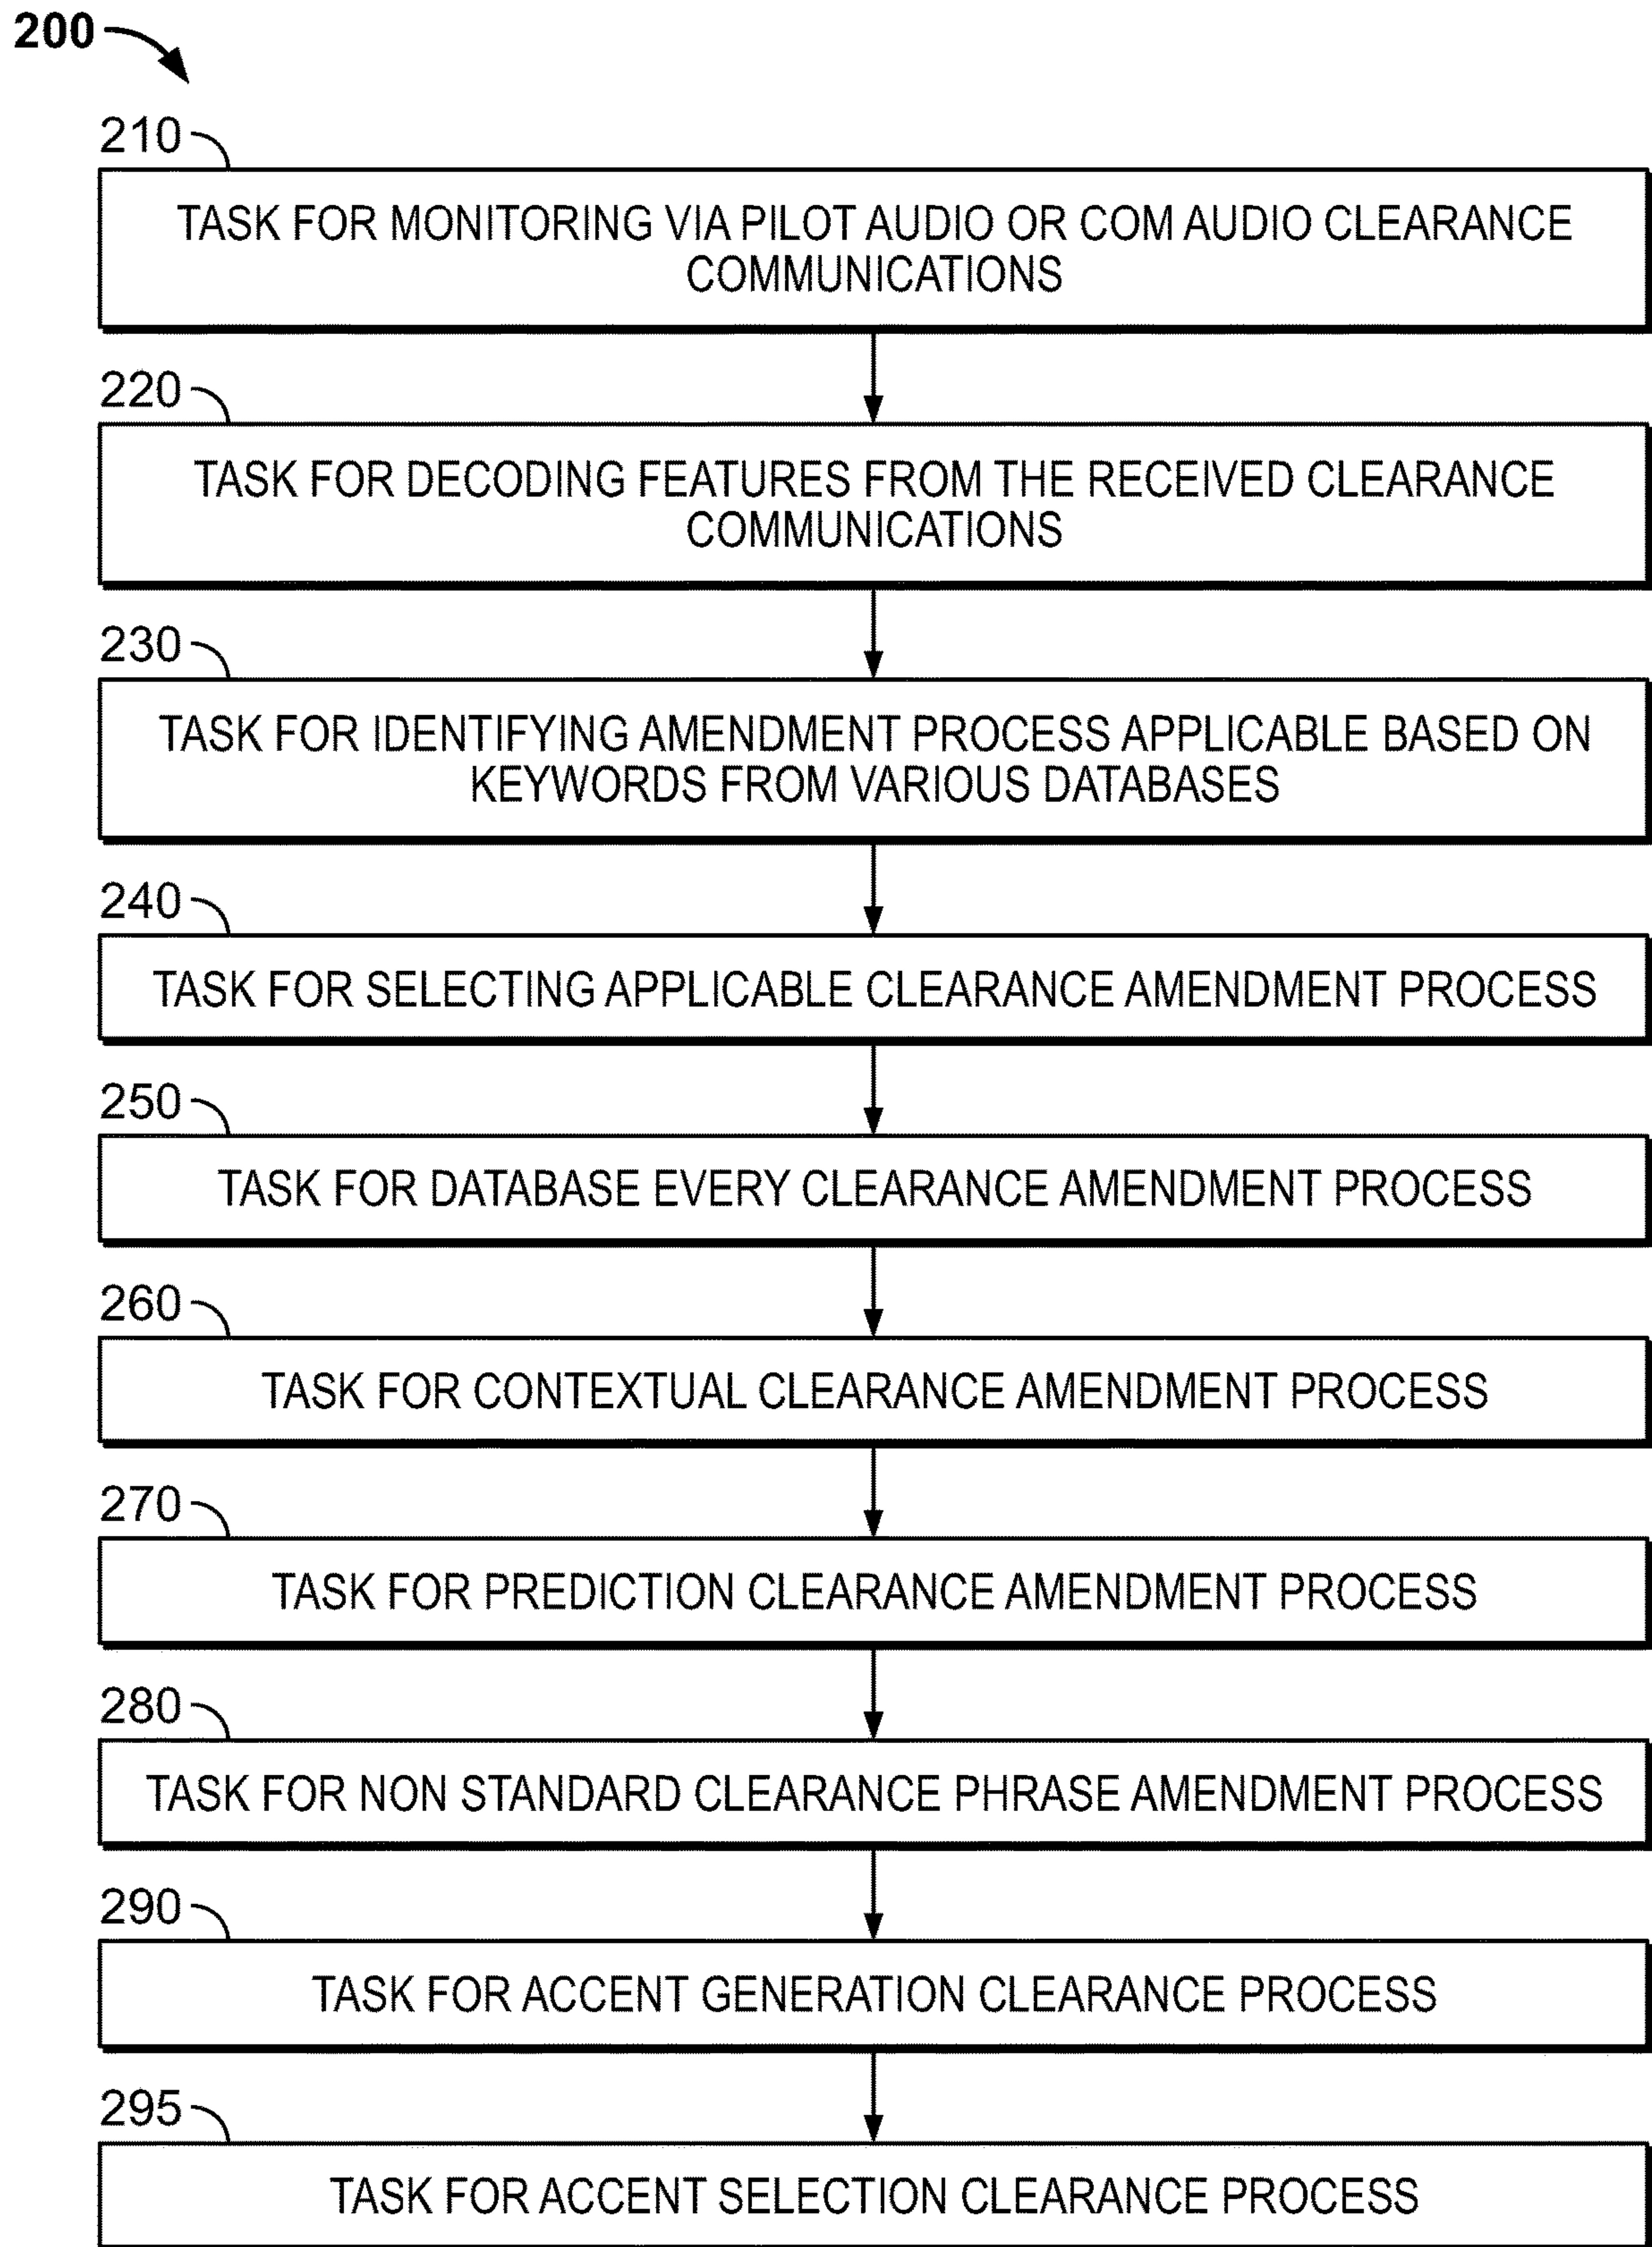 200
210
TASK FOR MONITORING VIA PILOT AUDIO OR COM AUDIO CLEARANCE
COMMUNICATIONS
220
TASK FOR DECODING FEATURES FROM THE RECEIVED CLEARANCE
COMMUNICATIONS
230
TASK FOR IDENTIFYING AMENDMENT PROCESS APPLICABLE BASED ON
KEYWORDS FROM VARIOUS DATABASES
240
TASK FOR SELECTING APPLICABLE CLEARANCE AMENDMENT PROCESS
250
TASK FOR DATABASE EVERY CLEARANCE AMENDMENT PROCESS
260
TASK FOR CONTEXTUAL CLEARANCE AMENDMENT PROCESS
270
TASK FOR PREDICTION CLEARANCE AMENDMENT PROCESS
280
TASK FOR NON STANDARD CLEARANCE PHRASE AMENDMENT PROCESS
290
TASK FOR ACCENT GENERATION CLEARANCE PROCESS
295
TASK FOR ACCENT SELECTION CLEARANCE PROCESS